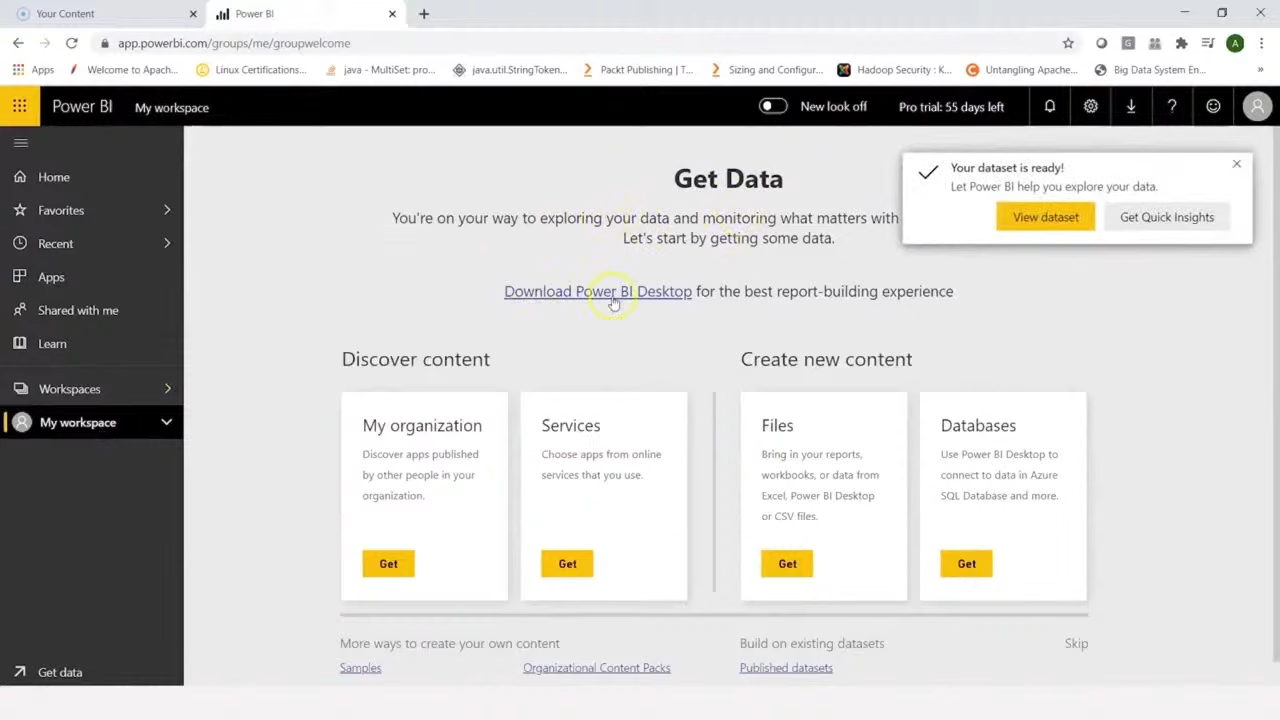 Your Content
Power BI
app.powerbi.com/groups/me/groupwelcome
Apps
Welcome to Apach...
Linux Certifications...
java - MultiSet: pro...
java.util.StringToken...
Packt Publishing | T...
Sizing and Configur...
Hadoop Security : K...
Untangling Apache...
Big Data System En...
Power BI
My workspace
New look off
Pro trial: 55 days left
Home
Favorites
Recent
Apps
Shared with me
Learn
Workspaces
My workspace
Get data
Get Data
You're on your way to exploring your data and monitoring what matters with
Let's start by getting some data.
Your dataset is ready!
Let Power BI help you explore your data.
View dataset
Get Quick Insights
Download Power BI Desktop for the best report-building experience
Discover content
My organization
Discover apps published
by other people in your
organization.
Get
Services
Choose apps from online
services that you use.
Get
Create new content
Files
Bring in your reports,
workbooks, or data from
Excel, Power BI Desktop
or CSV files.
Get
Databases
Use Power BI Desktop to
connect to data in Azure
SQL Database and more.
Get
More ways to create your own content
Samples
Organizational Content Packs
Build on existing datasets
Published datasets
Skip